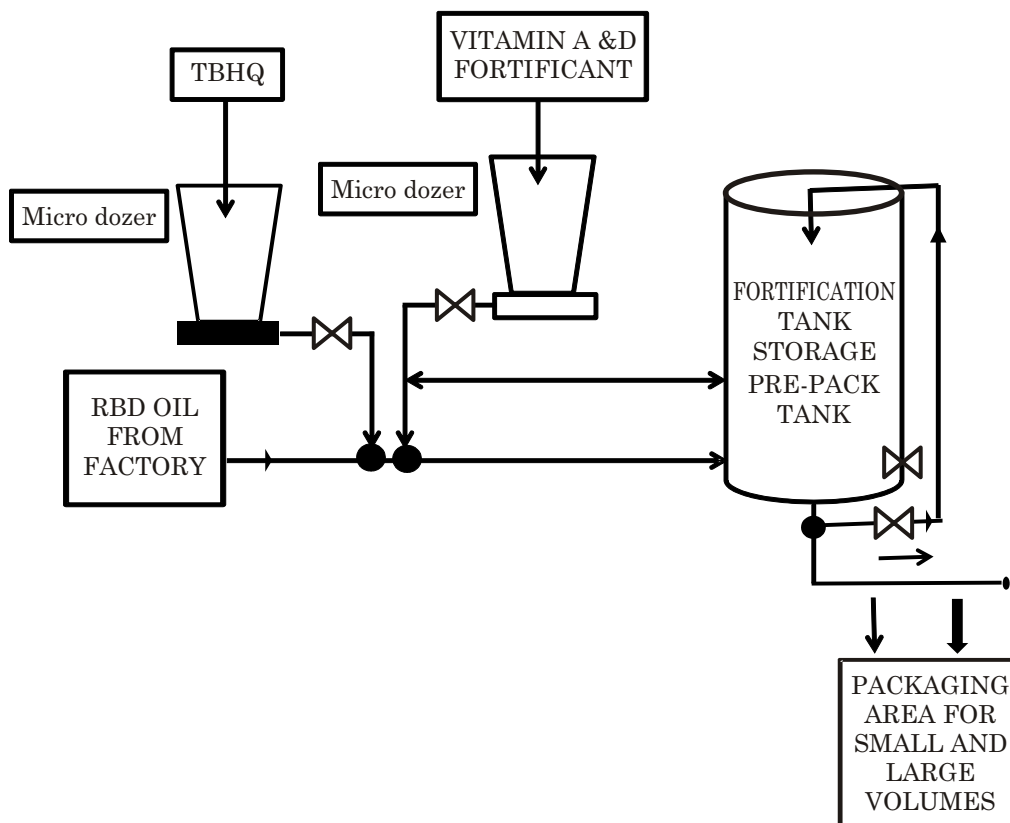 TBHQ
VITAMIN A &D
FORTIFICANT
Micro dozer
Micro dozer
FORTIFICATION
TANK
STORAGE
PRE-PACK
TANK
RBD OIL
FROM
FACTORY
PACKAGING
AREA FOR
SMALL AND
LARGE
VOLUMES